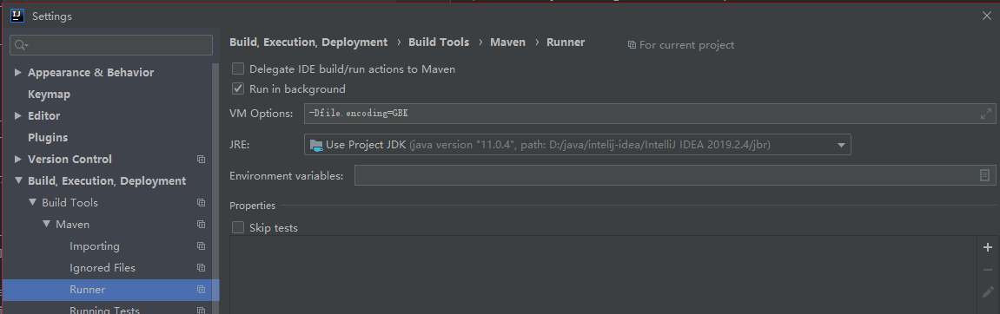 IJ Settings
Build, Execution, Deployment › Build Tools › Maven › Runner For current project
Appearance & Behavior
Keymap
Editor
Plugins
Version Control
Build, Execution, Deployment
Build Tools
Maven
Importing
Ignored Files
Runner
Running Tests
Delegate IDE build/run actions to Maven
Run in background
VM Options: -Dfile.encoding=GBK
JRE: Use Project JDK (java version "11.0.4", path: D:/java/intelij-idea/IntelliJ IDEA 2019.2.4/jbr)
Environment variables:
Properties
Skip tests